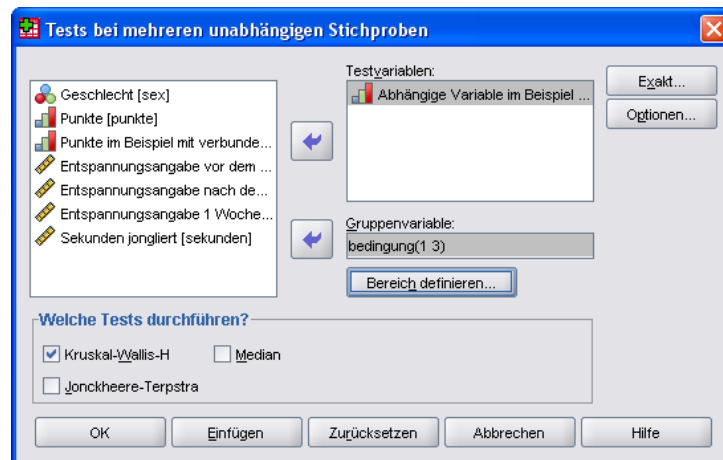 Tests bei mehreren unabhängigen Stichproben
Geschlecht [sex]
Punkte [punkte]
Punkte im Beispiel mit verbunde...
Entspannungsangabe vor dem ...
Entspannungsangabe nach de...
Entspannungsangabe 1 Woche...
Sekunden jongliert [sekunden]
Testvariablen:
Abhängige Variable im Beispiel ...
Gruppenvariable:
bedingung(1 3)
Bereich definieren...
Exakt...
Optionen...
Welche Tests durchführen?
Kruskal-Wallis-H
Median
Jonckheere-Terpstra
OK
Einfügen
Zurücksetzen
Abbrechen
Hilfe